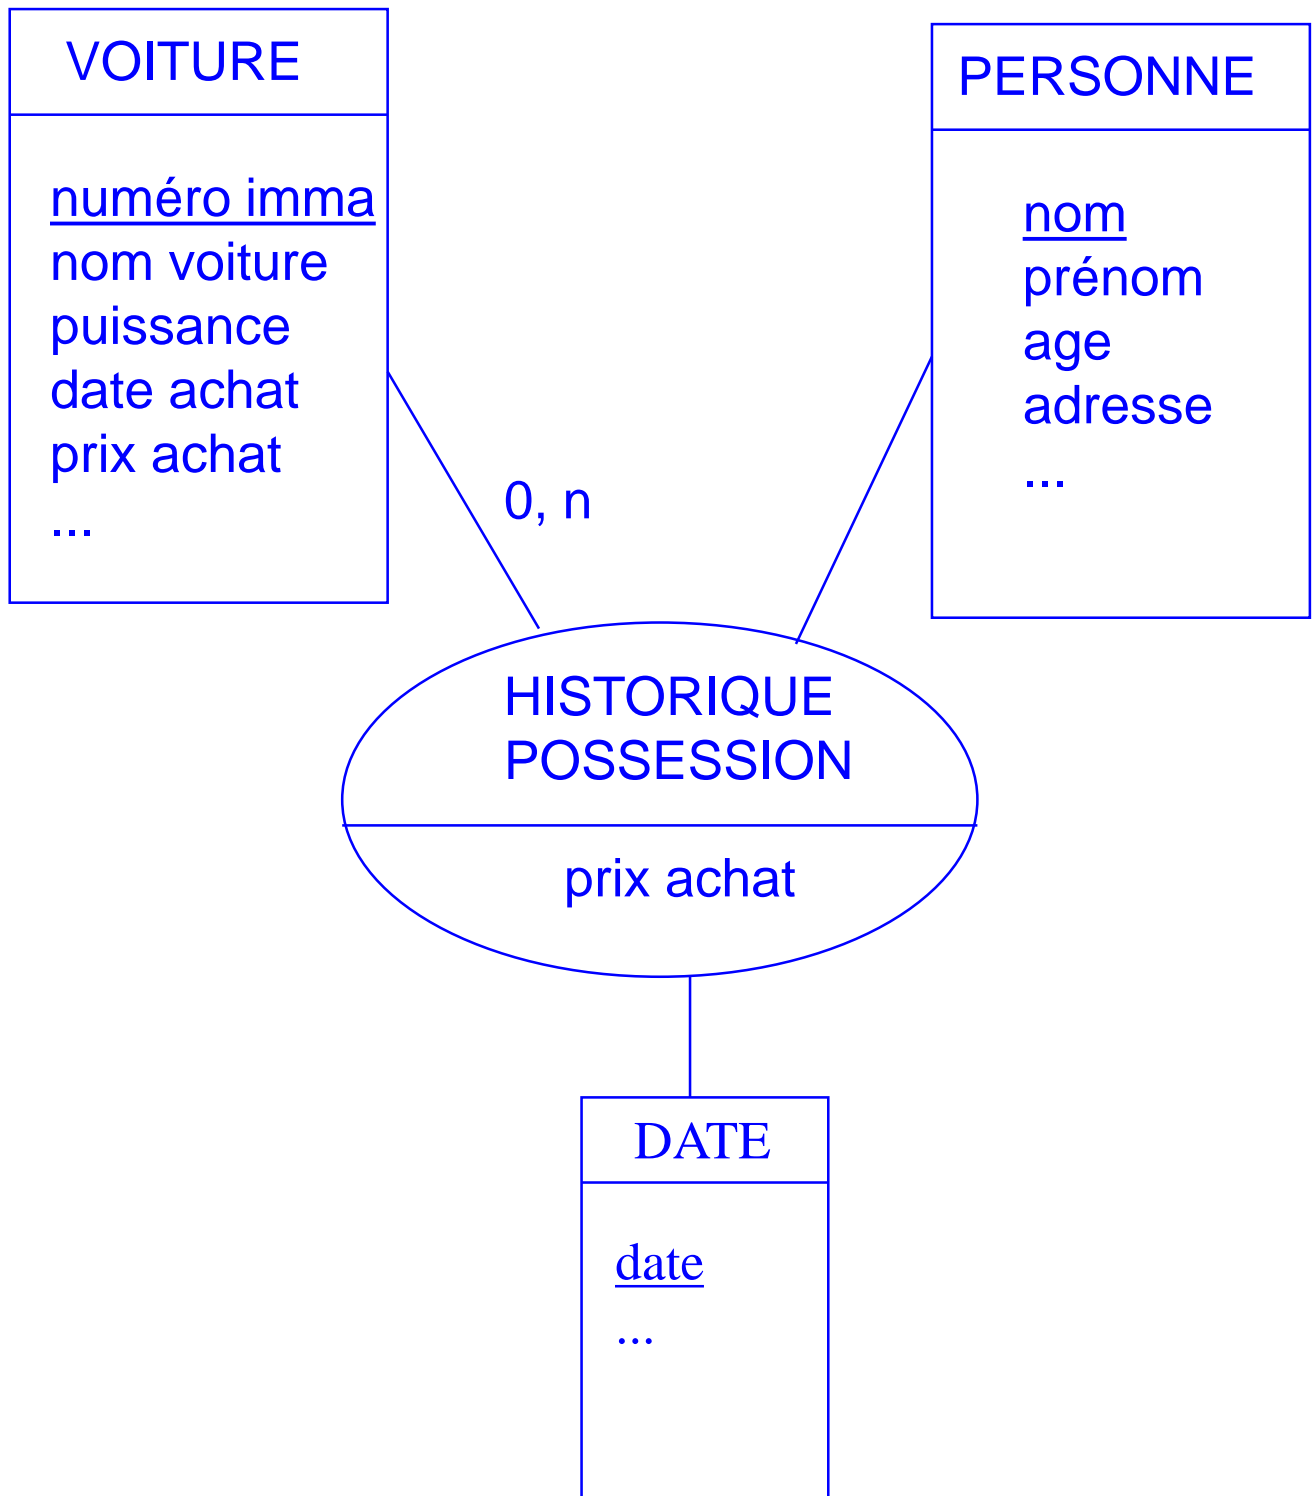 VOITURE
numéro imma
nom voiture
puissance
date achat
prix achat
...
PERSONNE
nom
prénom
age
adresse
...
0, n
HISTORIQUE
POSSESSION
prix achat
DATE
date
...